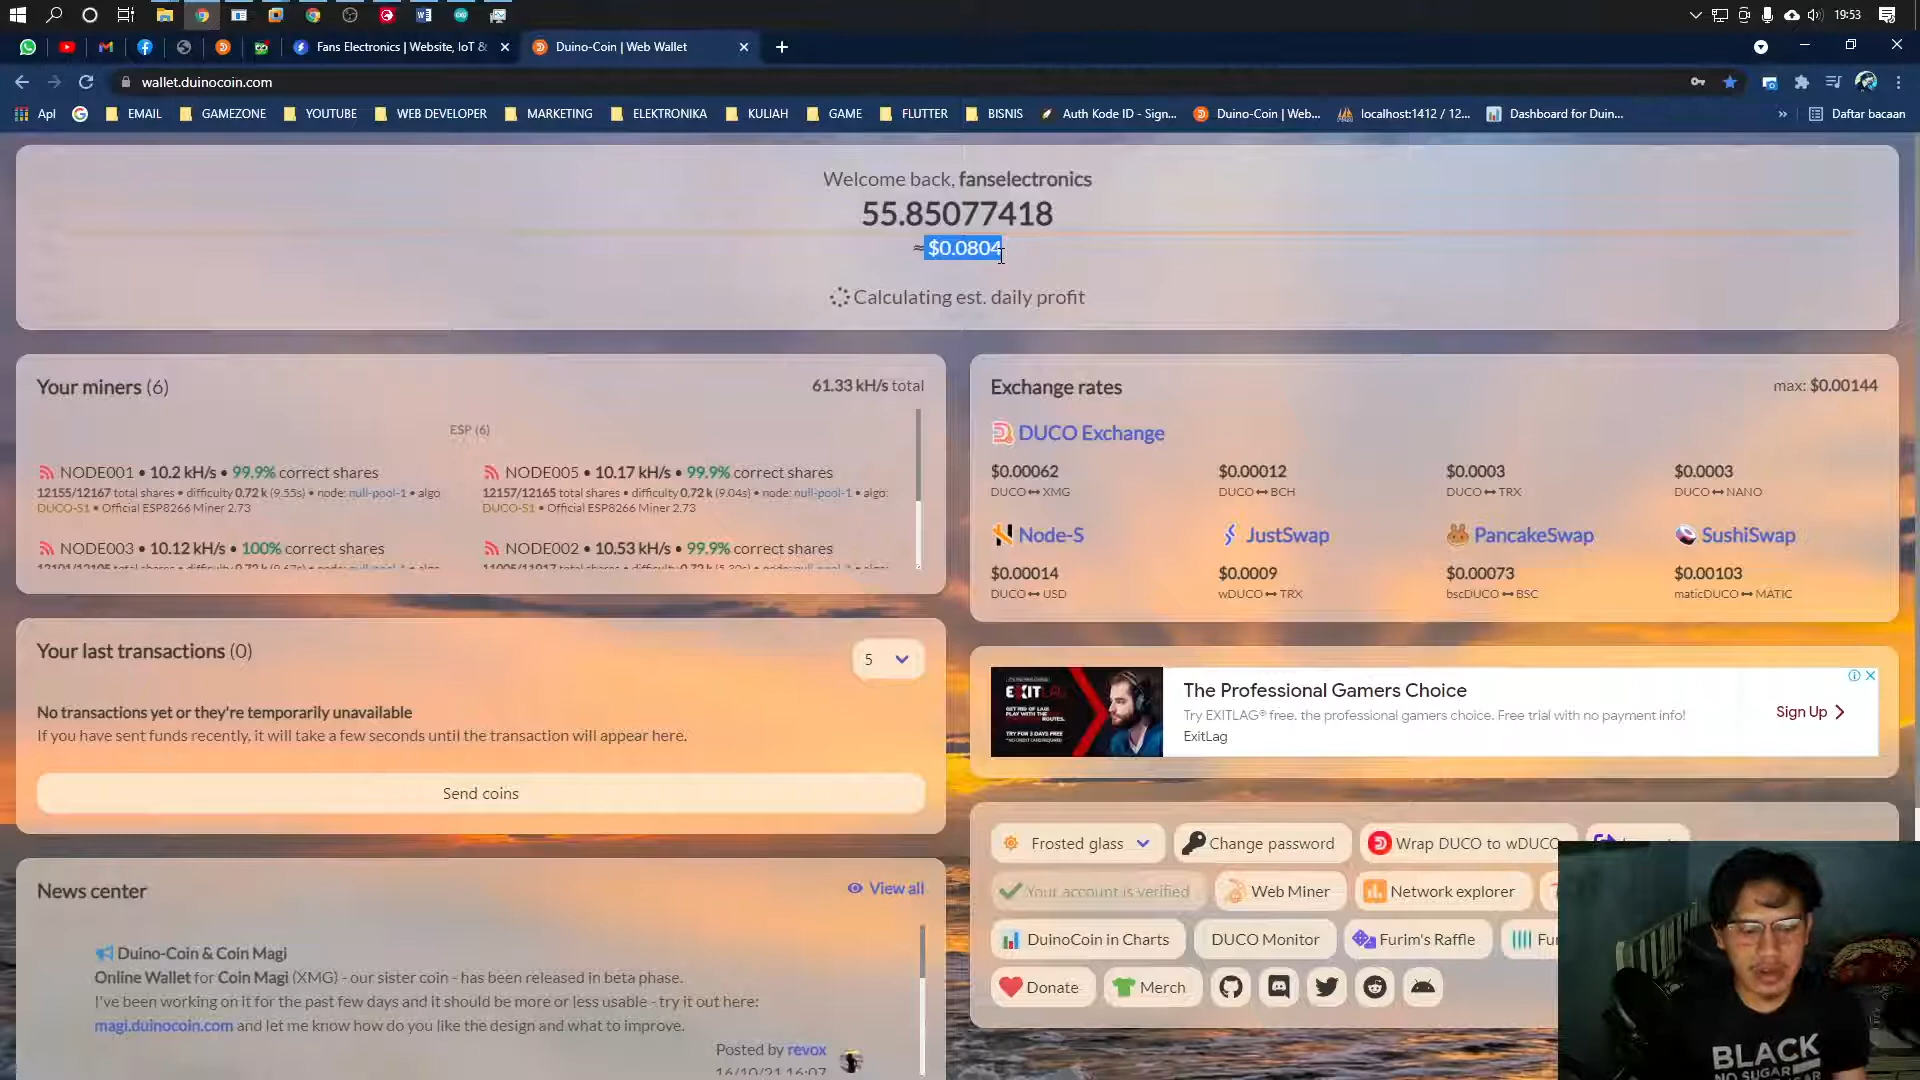 19:53
Fans Electronics | Website, IoT &
Duino-Coin | Web Wallet
wallet.duinocoin.com
Apl
EMAIL
GAMEZONE
YOUTUBE
WEB DEVELOPER
MARKETING
ELEKTRONIKA
KULIAH
GAME
FLUTTER
BISNIS
Auth Kode ID - Sign...
Duino-Coin | Web...
localhost:1412 / 12...
Dashboard for Duin...
»
Daftar bacaan
Welcome back, fanselectronics
55.85077418
≈ $0.0804
Calculating est. daily profit
Your miners (6)
61.33 kH/s total
ESP (6)
NODE001 • 10.2 kH/s • 99.9% correct shares
12155/12167 total shares • difficulty 0.72 k (9.55s) • node: null-pool-1 • algo:
DUCO-S1 • Official ESP8266 Miner 2.73
NODE005 • 10.17 kH/s • 99.9% correct shares
12157/12165 total shares • difficulty 0.72 k (9.04s) • node: null-pool-1 • algo:
DUCO-S1 • Official ESP8266 Miner 2.73
NODE003 • 10.12 kH/s • 100% correct shares
NODE002 • 10.53 kH/s • 99.9% correct shares
Exchange rates
max: $0.00144
DUCO Exchange
$0.00062
DUCO ↔ XMG
$0.00012
DUCO ↔ BCH
$0.0003
DUCO ↔ TRX
$0.0003
DUCO ↔ NANO
Node-S
$0.00014
DUCO ↔ USD
JustSwap
$0.0009
wDUCO ↔ TRX
PancakeSwap
$0.00073
bscDUCO ↔ BSC
SushiSwap
$0.00103
maticDUCO ↔ MATIC
Your last transactions (0)
5
No transactions yet or they're temporarily unavailable
If you have sent funds recently, it will take a few seconds until the transaction will appear here.
Send coins
EXIT LAG
The Professional Gamers Choice
Try EXITLAG® free. the professional gamers choice. Free trial with no payment info!
ExitLag
Sign Up
Frosted glass
Change password
Wrap DUCO to wDUCO
Your account is verified
Web Miner
Network explorer
DuinoCoin in Charts
DUCO Monitor
Furim's Raffle
Fu
Donate
Merch
News center
View all
Duino-Coin & Coin Magi
Online Wallet for Coin Magi (XMG) - our sister coin - has been released in beta phase.
I've been working on it for the past few days and it should be more or less usable - try it out here:
magi.duinocoin.com and let me know how do you like the design and what to improve.
Posted by revox
16/10/21 16:07
BLACK
NO SUGAR